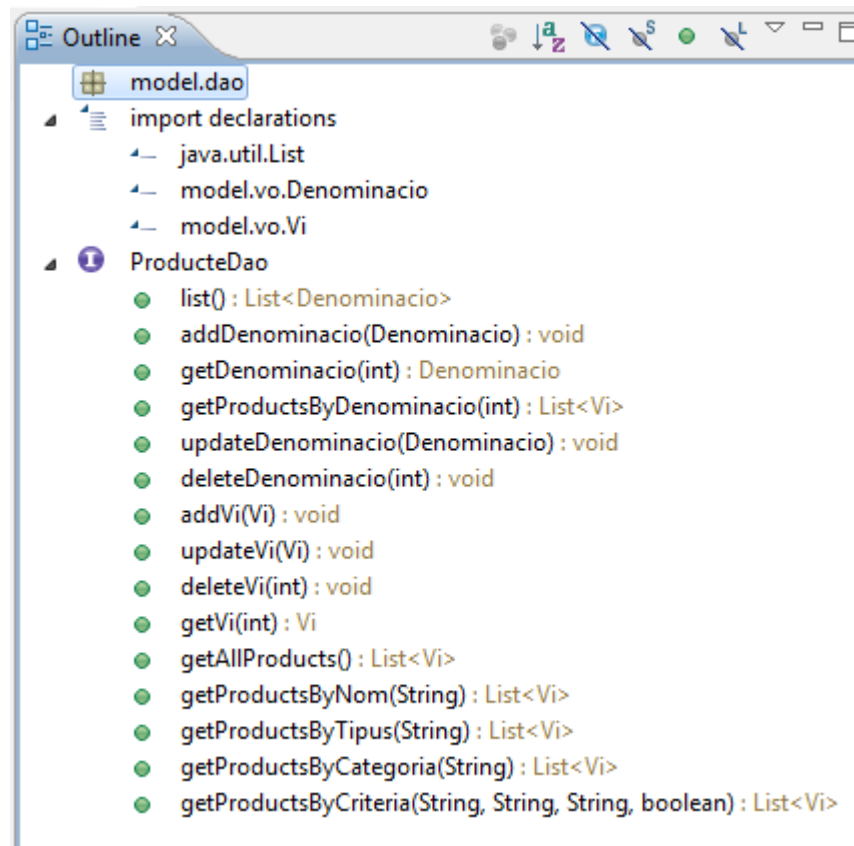 Outline
model.dao
import declarations
java.util.List
model.vo.Denominacio
model.vo.Vi
ProducteDao
list() : List<Denominacio>
addDenominacio(Denominacio) : void
getDenominacio(int) : Denominacio
getProductsByDenominacio(int) : List<Vi>
updateDenominacio(Denominacio) : void
deleteDenominacio(int) : void
addVi(Vi) : void
updateVi(Vi) : void
deleteVi(int) : void
getVi(int) : Vi
getAllProducts() : List<Vi>
getProductsByNom(String) : List<Vi>
getProductsByTipus(String) : List<Vi>
getProductsByCategoria(String) : List<Vi>
getProductsByCriteria(String, String, String, boolean) : List<Vi>